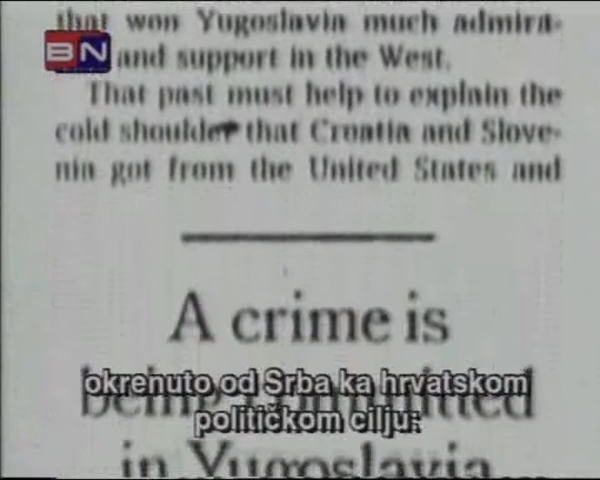 that won Yugoslavia much admira-
BN
and support in the West.
That past must help to explain the
cold shoulder that Croatia and Slove-
nia got from the United States and
A crime is
being committed
in Yugoslavia
okrenuto od Srba ka hrvatskom
političkom cilju: